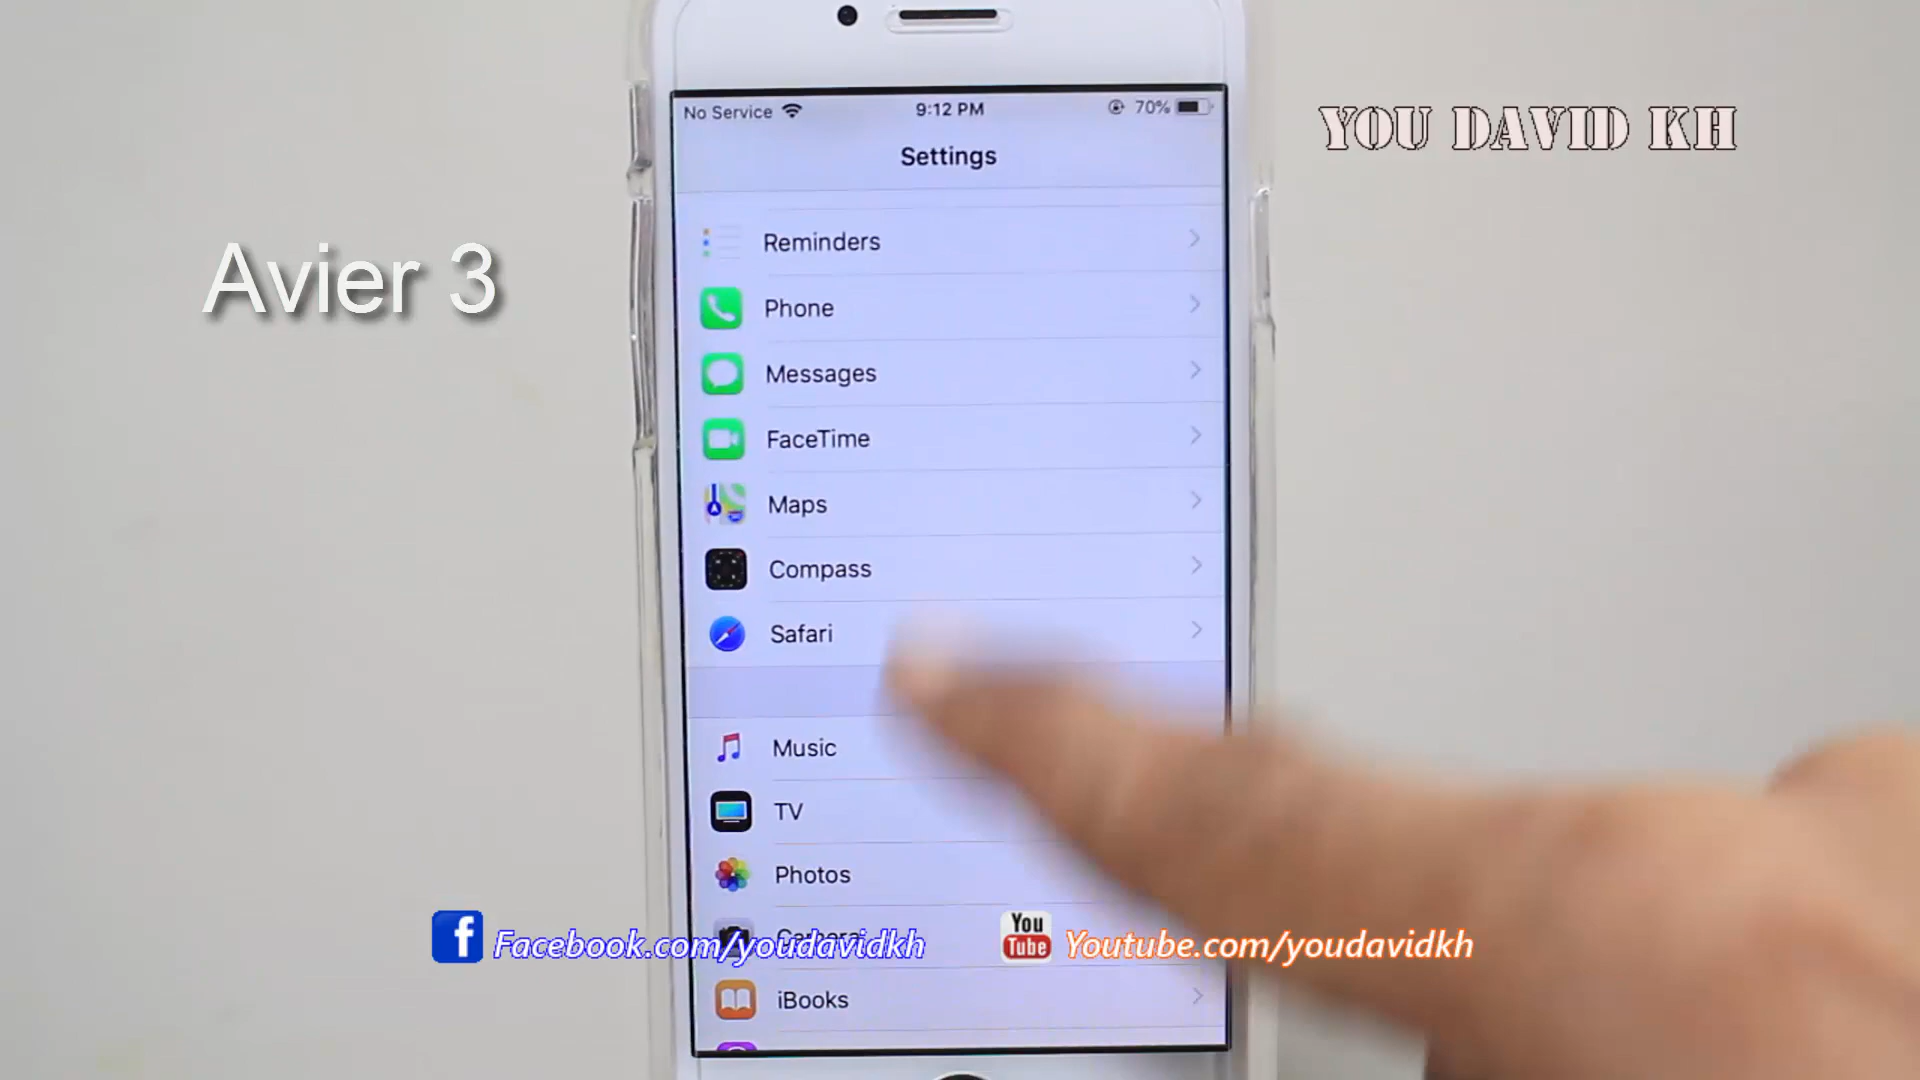 No Service 9:12 PM 70%
Settings
YOU DAVID KH
Avier 3
Reminders
Phone
Messages
FaceTime
Maps
Compass
Safari
Music
TV
Photos
Camera
iBooks
f Facebook.com/youdavidkh
You Tube Youtube.com/youdavidkh